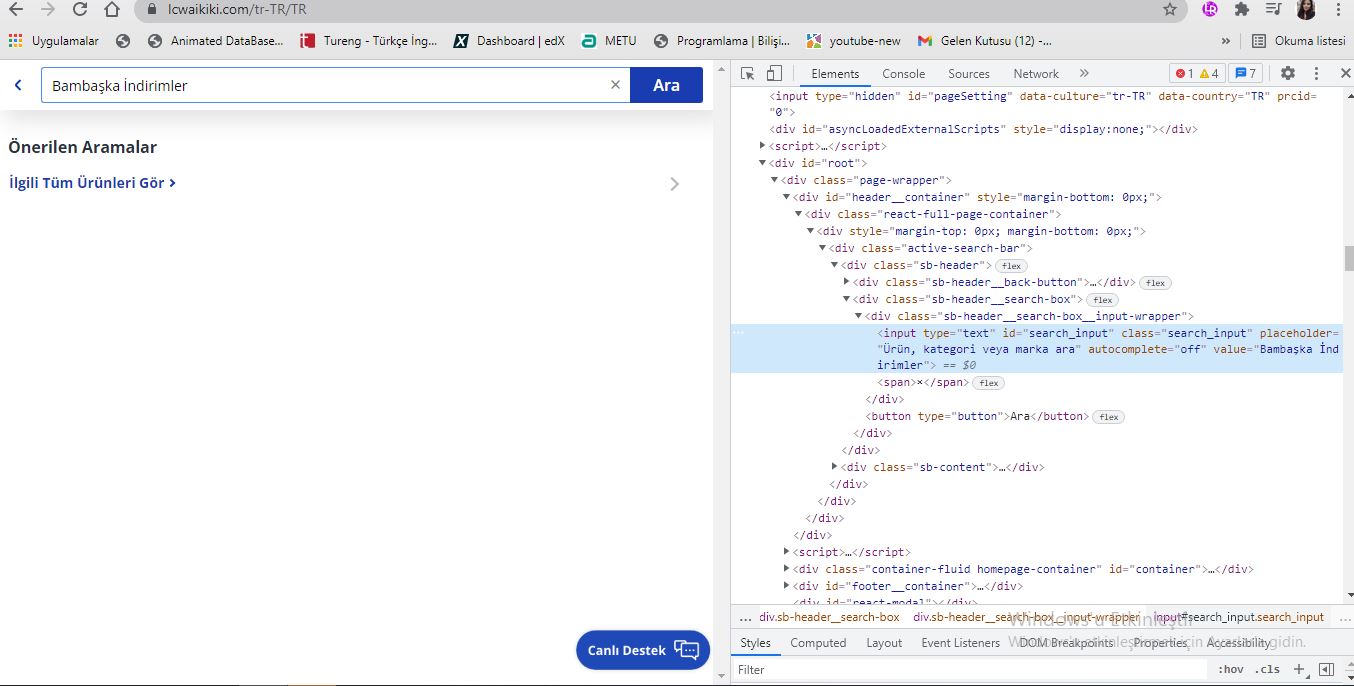 lcwaikiki.com/tr-TR/TR
Uygulamalar Animated DataBase... Tureng - Türkçe İng... Dashboard | edX METU Programlama | Bilişi... youtube-new Gelen Kutusu (12) -... » Okuma listesi
Bambaşka İndirimler × Ara
Önerilen Aramalar
İlgili Tüm Ürünleri Gör
Canlı Destek
Elements Console Sources Network » 1 4 7
<input type="hidden" id="pageSetting" data-culture="tr-TR" data-country="TR" prcid=
"0">
<div id="asyncLoadedExternalScripts" style="display:none;"></div>
<script>…</script>
<div id="root">
<div class="page-wrapper">
<div id="header__container" style="margin-bottom: 0px;">
<div class="react-full-page-container">
<div style="margin-top: 0px; margin-bottom: 0px;">
<div class="active-search-bar">
<div class="sb-header"> flex
<div class="sb-header__back-button">…</div> flex
<div class="sb-header__search-box"> flex
<div class="sb-header__search-box__input-wrapper">
<input type="text" id="search_input" class="search_input" placeholder=
"Ürün, kategori veya marka ara" autocomplete="off" value="Bambaşka İnd
irimler"> == $0
<span>×</span> flex
</div>
<button type="button">Ara</button> flex
</div>
</div>
<div class="sb-content">…</div>
</div>
</div>
</div>
</div>
<script>…</script>
<div class="container-fluid homepage-container" id="container">…</div>
<div id="footer__container">…</div>
<div id="react-modal"></div>
... div.sb-header__search-box div.sb-header__search-box__input-wrapper input#search_input.search_input ...
Windows'u Etkinleştir
Styles Computed Layout Event Listeners DOM Breakpoints Properties Accessibility
Windows'u etkinleştirmek için Ayarlar'a gidin.
Filter :hov .cls +